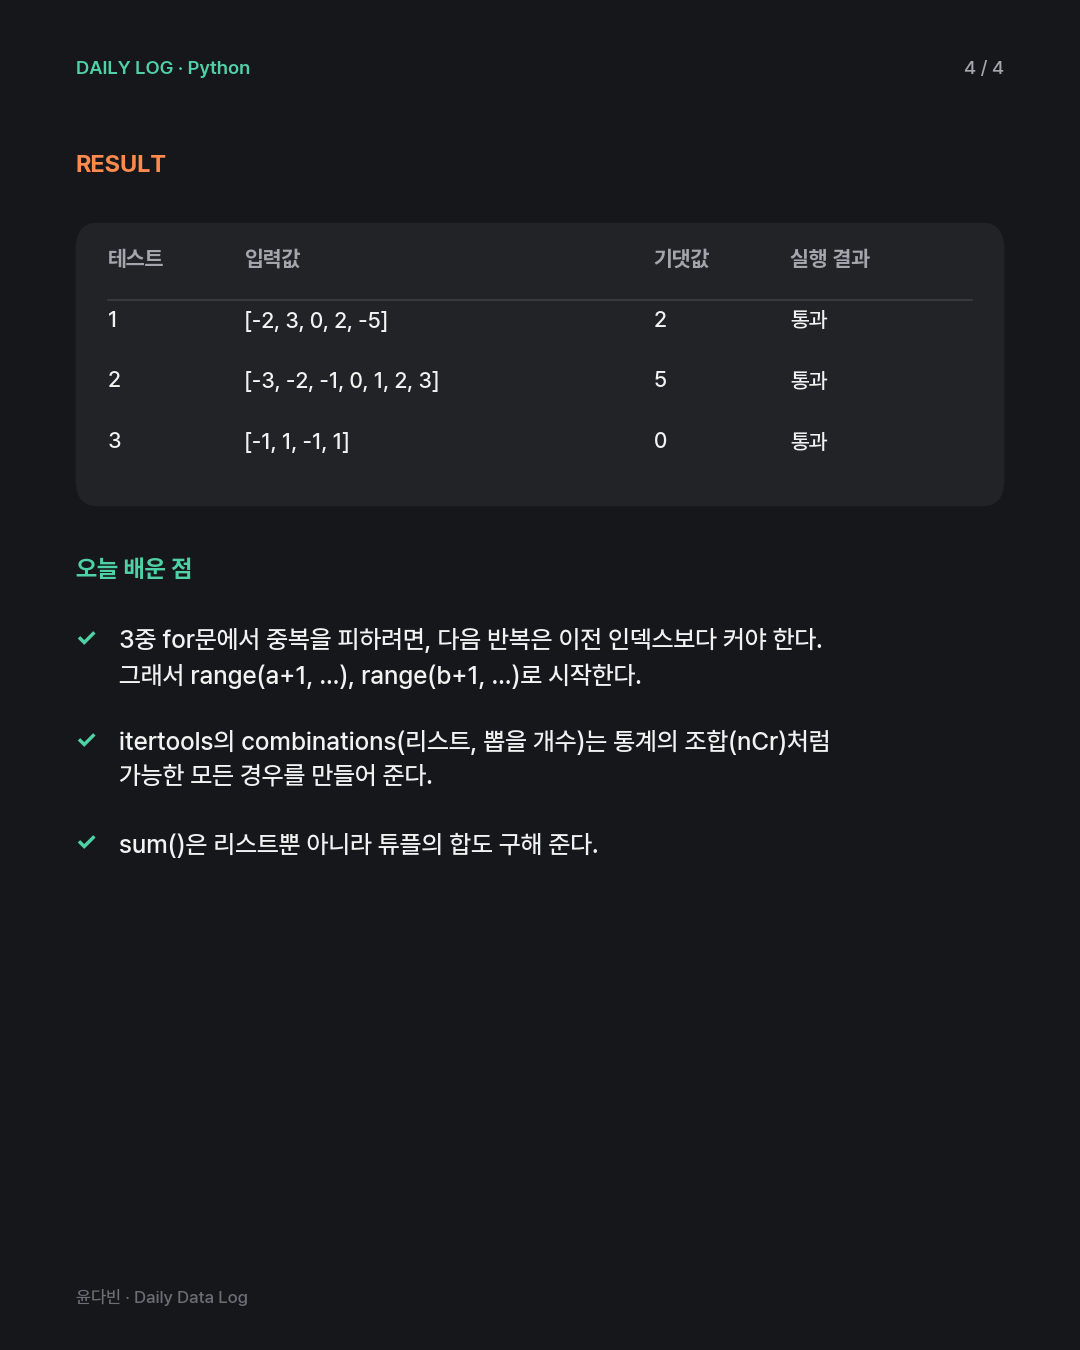 DAILY LOG · Python
4 / 4
RESULT
테스트 입력값 기댓값 실행 결과
1 [-2, 3, 0, 2, -5] 2 통과
2 [-3, -2, -1, 0, 1, 2, 3] 5 통과
3 [-1, 1, -1, 1] 0 통과
오늘 배운 점
3중 for문에서 중복을 피하려면, 다음 반복은 이전 인덱스보다 커야 한다.
그래서 range(a+1, ...), range(b+1, ...)로 시작한다.
itertools의 combinations(리스트, 뽑을 개수)는 통계의 조합(nCr)처럼
가능한 모든 경우를 만들어 준다.
sum()은 리스트뿐 아니라 튜플의 합도 구해 준다.
윤다빈 · Daily Data Log